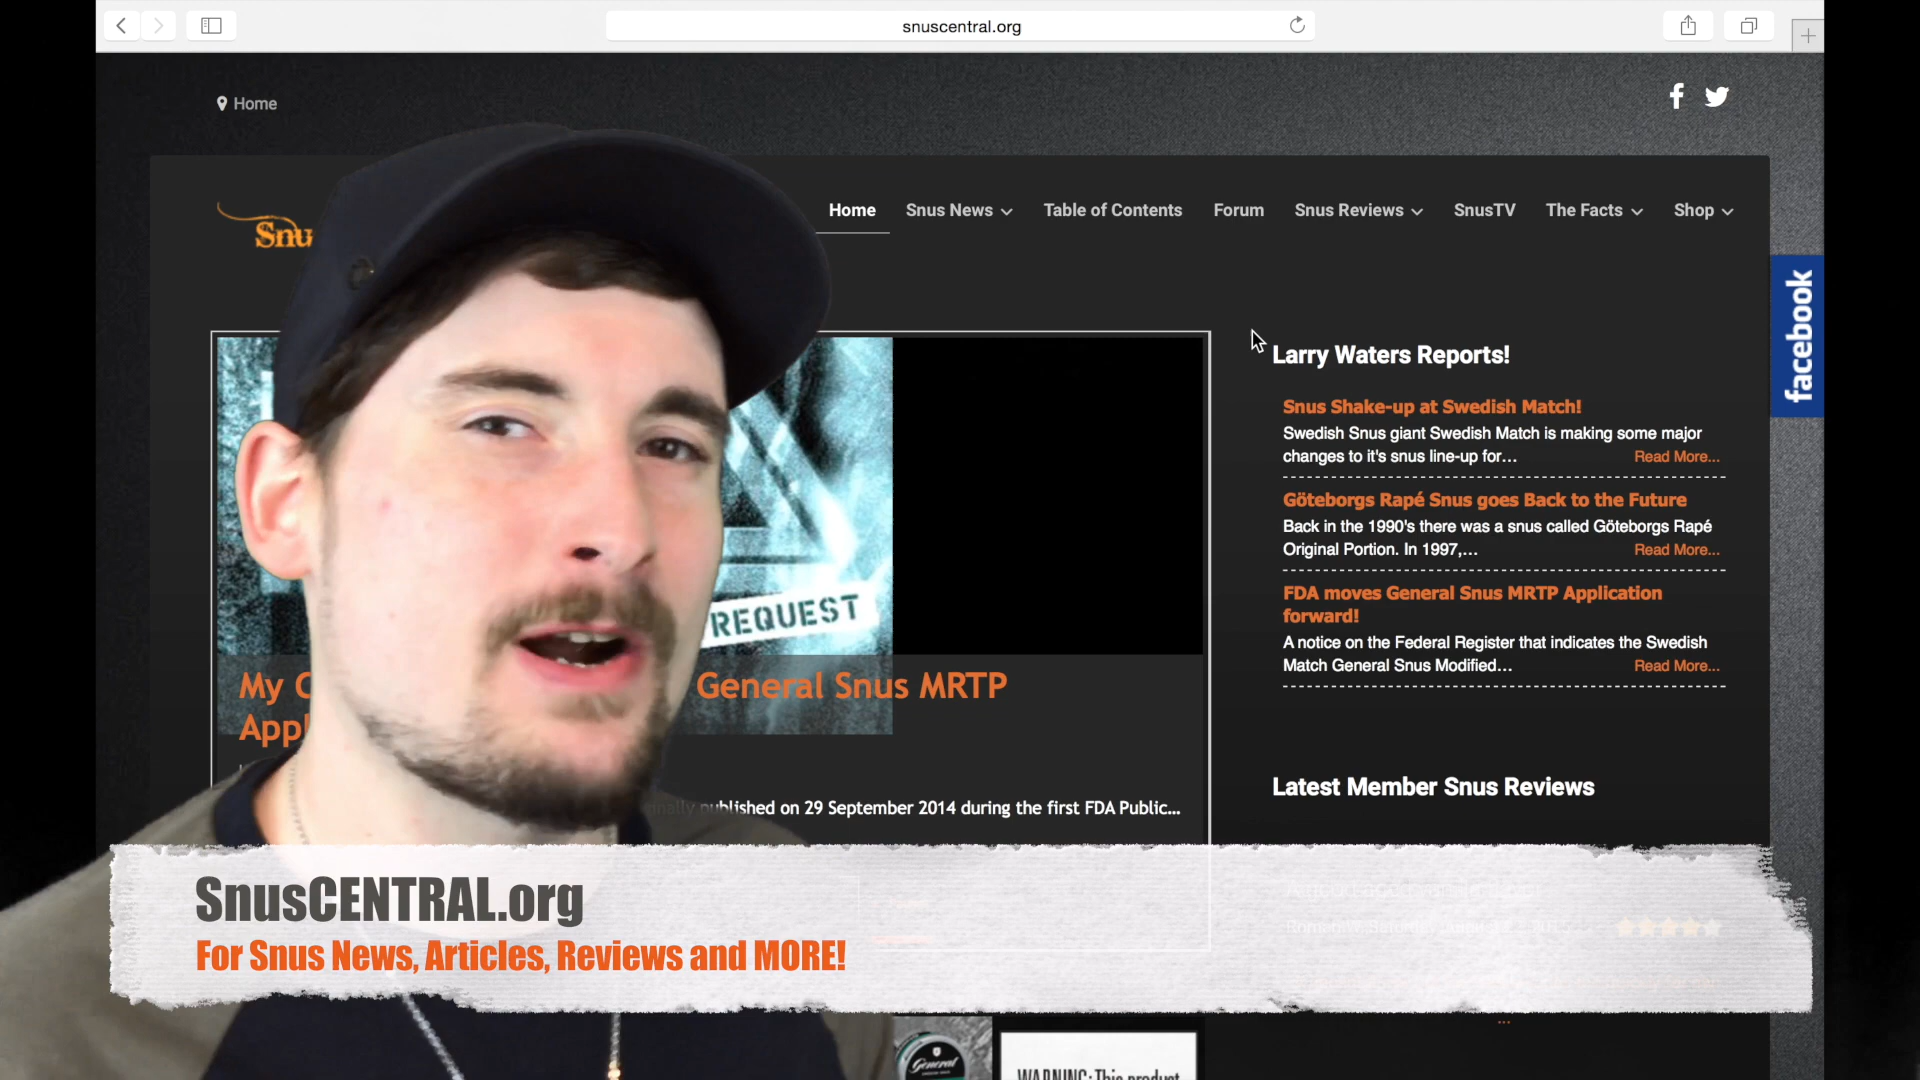 snuscentral.org
Home
Snu
Home
Snus News
Table of Contents
Forum
Snus Reviews
SnusTV
The Facts
Shop
facebook
REQUEST
My
General Snus MRTP
App
published on 29 September 2014 during the first FDA Public...
Larry Waters Reports!
Snus Shake-up at Swedish Match!
Swedish Snus giant Swedish Match is making some major
changes to it's snus line-up for...
Read More...
Göteborgs Rapé Snus goes Back to the Future
Back in the 1990's there was a snus called Göteborgs Rapé
Original Portion. In 1997,...
Read More...
FDA moves General Snus MRTP Application
forward!
A notice on the Federal Register that indicates the Swedish
Match General Snus Modified...
Read More...
Latest Member Snus Reviews
SnusCENTRAL.org
For Snus News, Articles, Reviews and MORE!
General
WARNING: This product